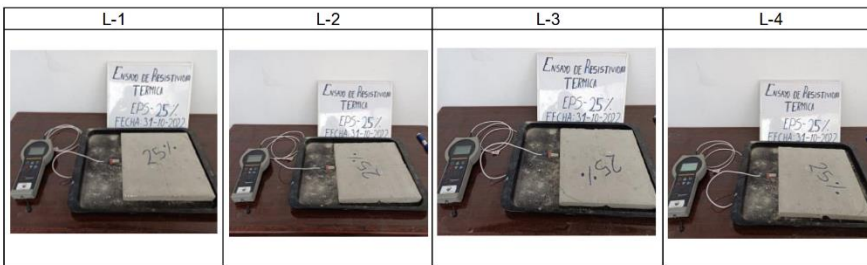 L-1
L-2
L-3
L-4
ENSAYO DE RESISTIVIDAD
TERMICA
EPS-25%
FECHA: 31-10-2022
25%
ENSAYO DE RESISTIVIDAD
TERMICA
EPS-25%
FECHA: 31-10-2022
25%
ENSAYO DE RESISTIVIDAD
TERMICA
EPS-25%
FECHA: 31-10-2022
25%
ENSAYO DE RESISTIVIDAD
TERMICA
EPS-25%
FECHA: 31-10-2022
25%